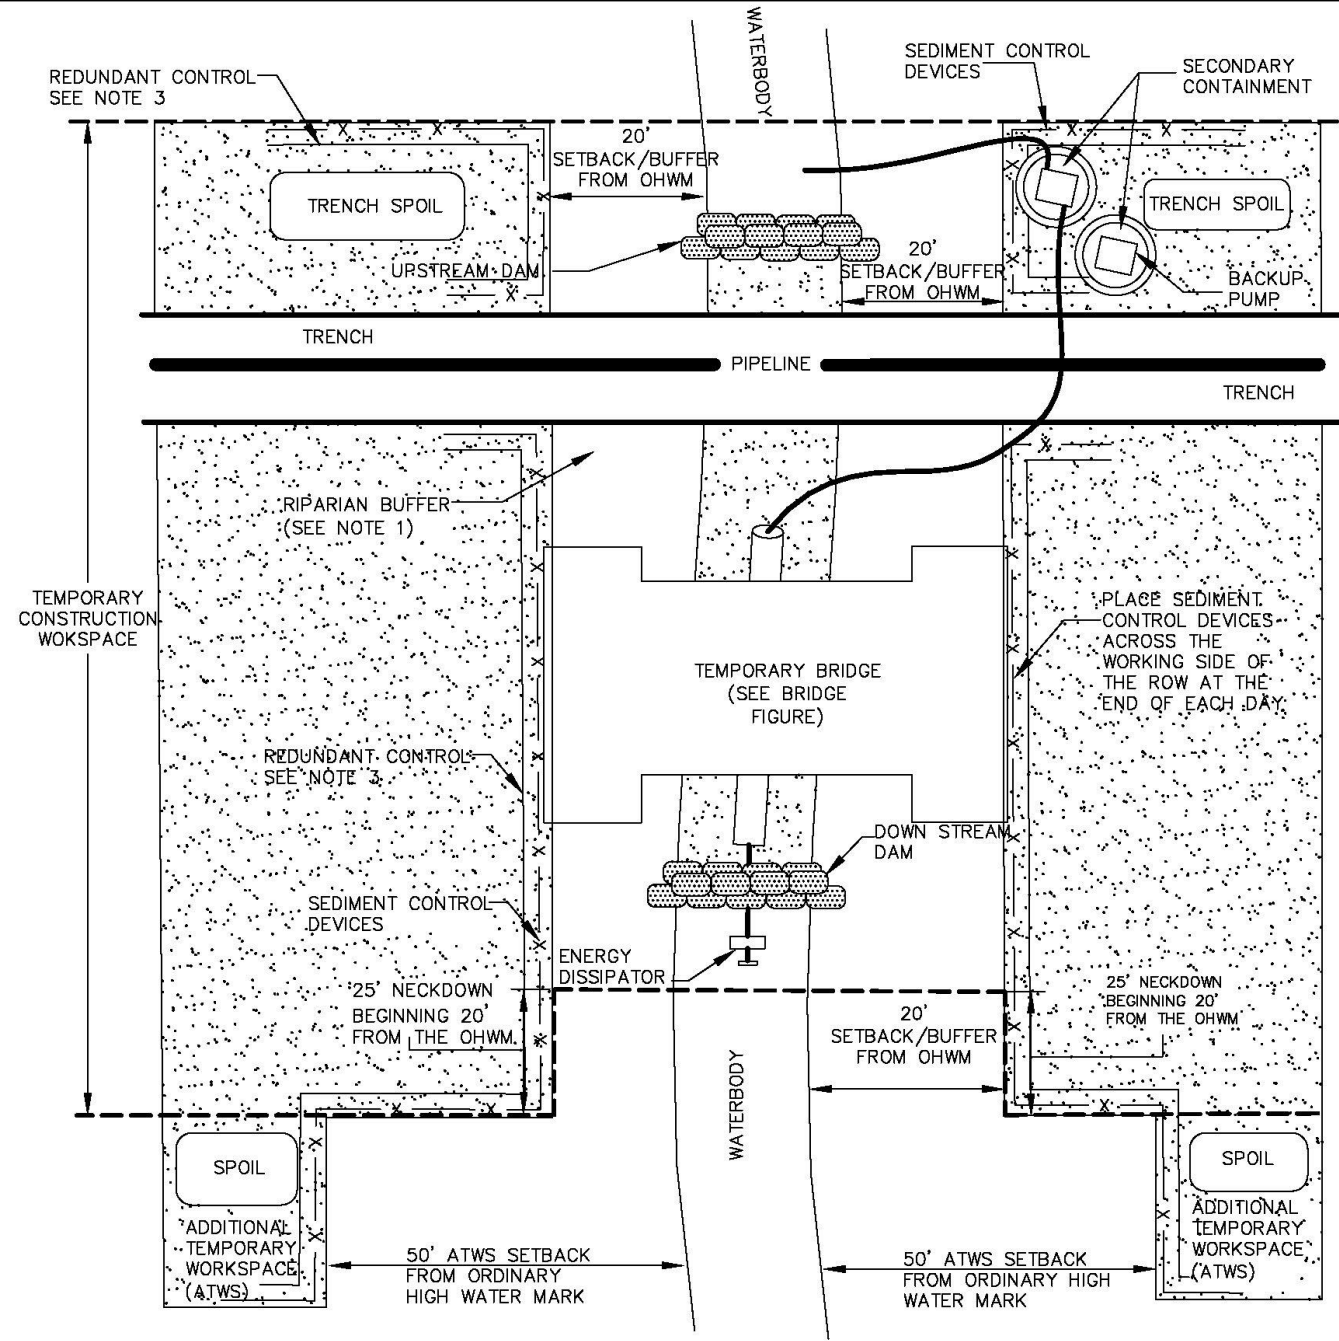 WATERBODY
SEDIMENT CONTROL
DEVICES
SECONDARY
CONTAINMENT
REDUNDANT CONTROL
SEE NOTE 3
20'
SETBACK/BUFFER
FROM OHWM
TRENCH SPOIL
TRENCH SPOIL
UPSTREAM DAM
20'
SETBACK/BUFFER
FROM OHWM
BACKUP
PUMP
TRENCH
PIPELINE
TRENCH
RIPARIAN BUFFER
(SEE NOTE 1)
TEMPORARY
CONSTRUCTION
WOKSPACE
PLACE SEDIMENT
CONTROL DEVICES
ACROSS THE
WORKING SIDE OF
THE ROW AT THE
END OF EACH DAY
TEMPORARY BRIDGE
(SEE BRIDGE
FIGURE)
REDUNDANT CONTROL
SEE NOTE 3
DOWN STREAM
DAM
SEDIMENT CONTROL
DEVICES
ENERGY
DISSIPATOR
25' NECKDOWN
BEGINNING 20'
FROM THE OHWM
25' NECKDOWN
BEGINNING 20'
FROM THE OHWM
20'
SETBACK/BUFFER
FROM OHWM
WATERBODY
SPOIL
SPOIL
ADDITIONAL
TEMPORARY
WORKSPACE
(ATWS)
ADDITIONAL
TEMPORARY
WORKSPACE
(ATWS)
50' ATWS SETBACK
FROM ORDINARY
HIGH WATER MARK
50' ATWS SETBACK
FROM ORDINARY HIGH
WATER MARK